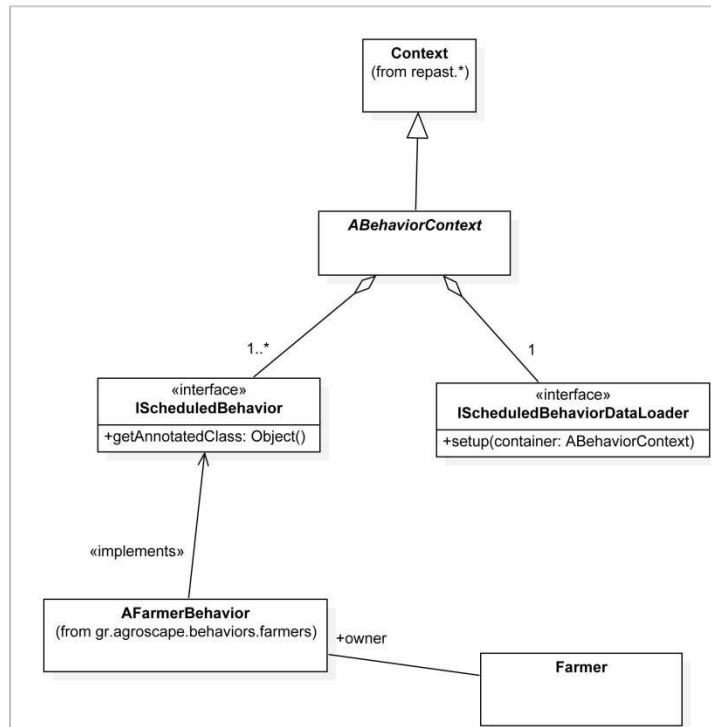 Context
(from repast.*)
ABehaviorContext
1..*
1
«interface»
IScheduledBehavior
+getAnnotatedClass: Object()
«interface»
IScheduledBehaviorDataLoader
+setup(container: ABehaviorContext)
«implements»
AFarmerBehavior
(from gr.agroscape.behaviors.farmers)
+owner
Farmer